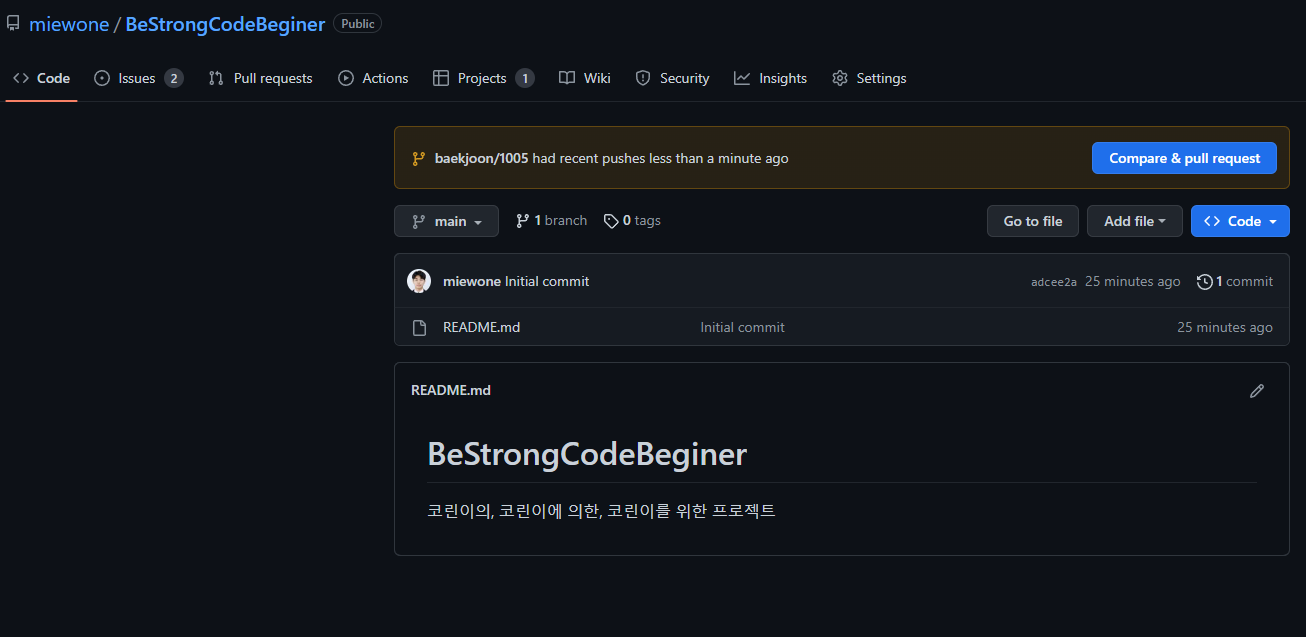 miewone / BeStrongCodeBeginer Public
Code Issues 2 Pull requests Actions Projects 1 Wiki Security Insights Settings
baekjoon/1005 had recent pushes less than a minute ago Compare & pull request
main 1 branch 0 tags Go to file Add file Code
miewone Initial commit adcee2a 25 minutes ago 1 commit
README.md Initial commit 25 minutes ago
README.md
BeStrongCodeBeginer
코린이의, 코린이에 의한, 코린이를 위한 프로젝트